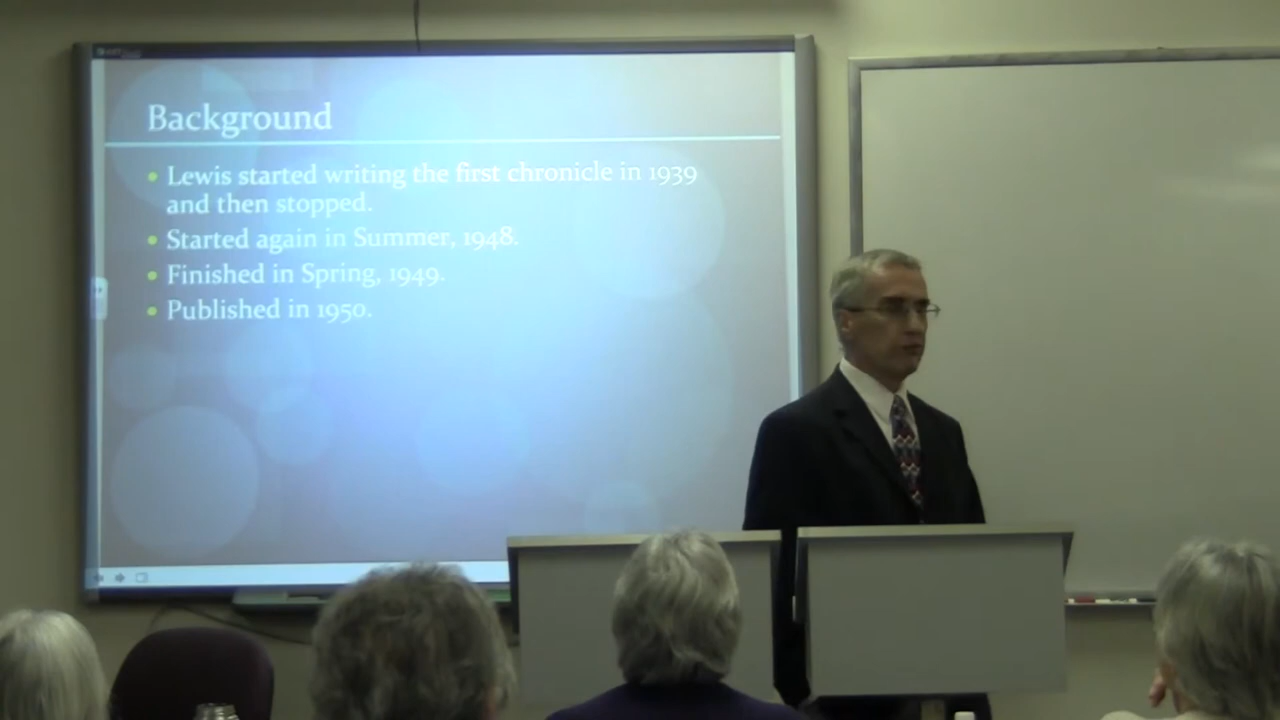 Background
• Lewis started writing the first chronicle in 1939
and then stopped.
• Started again in Summer, 1948.
• Finished in Spring, 1949.
• Published in 1950.